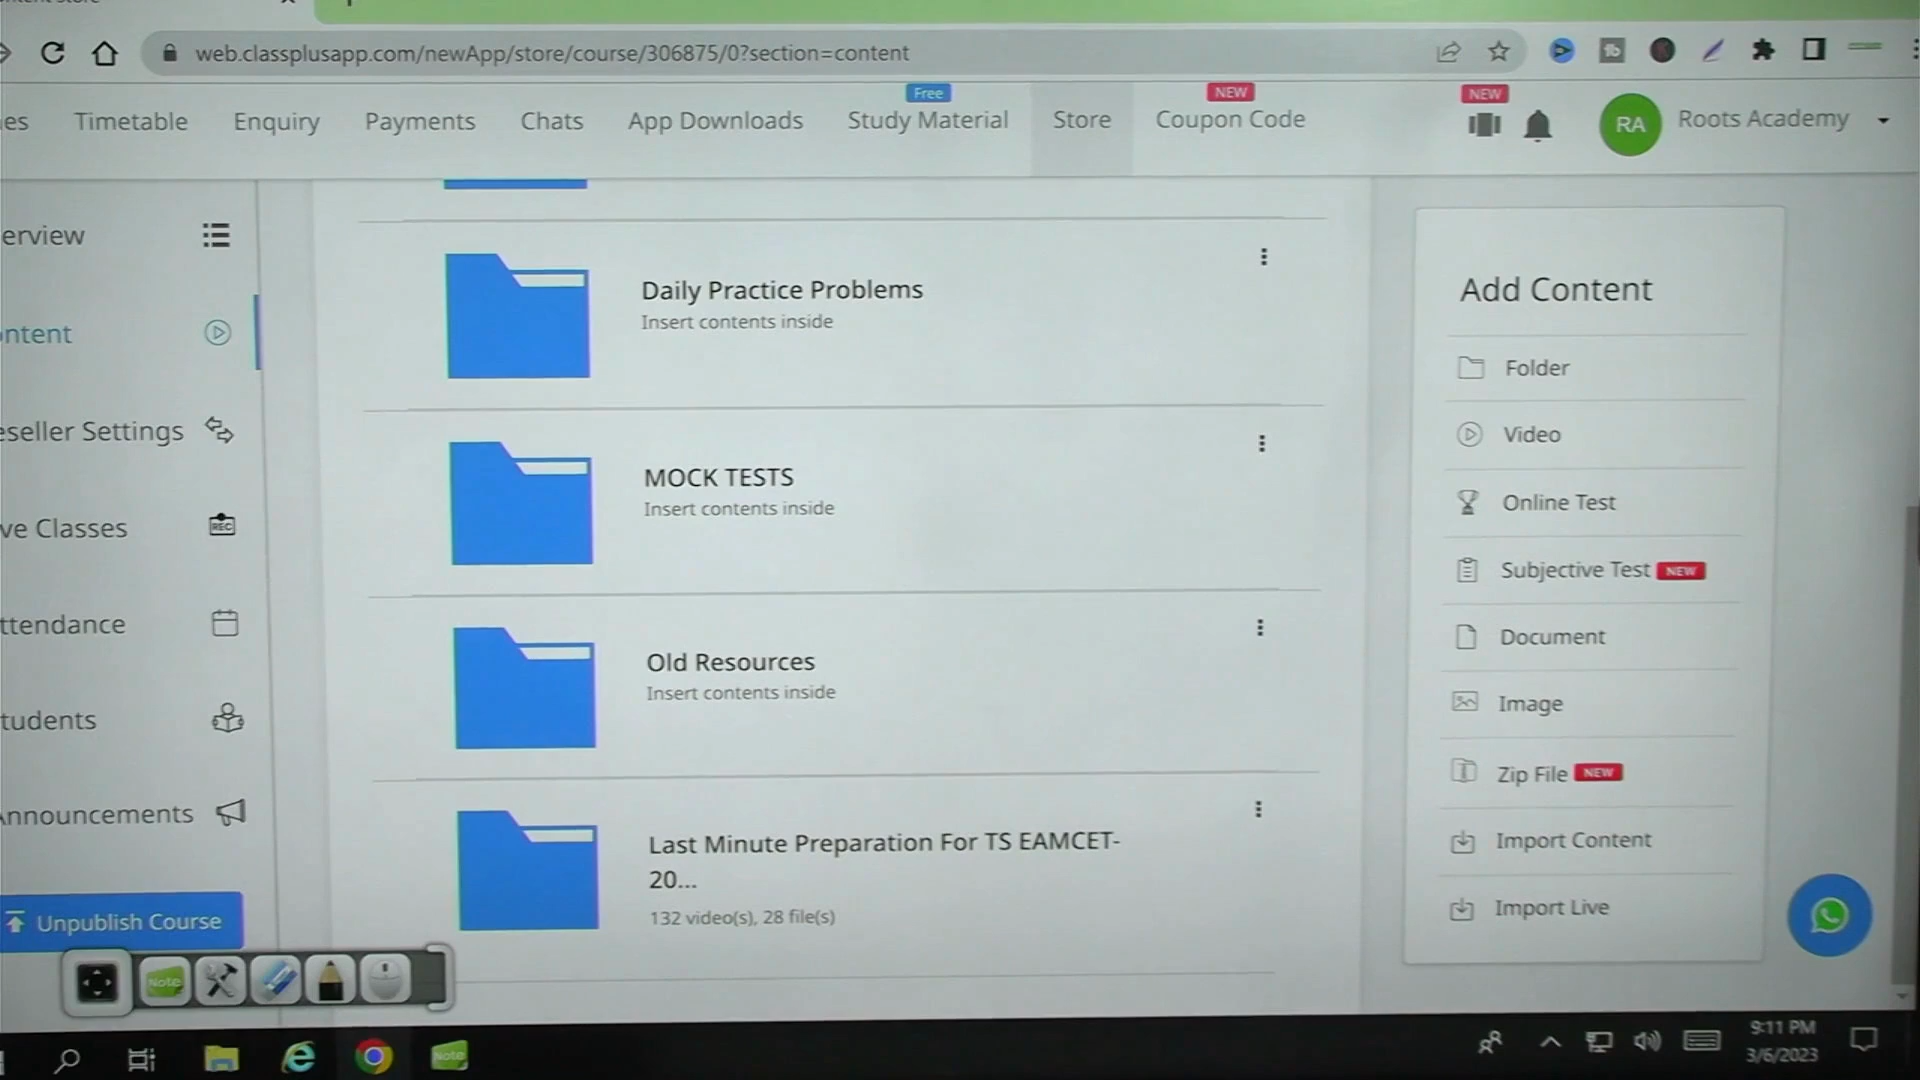 web.classplusapp.com/newApp/store/course/306875/0?section=content
Timetable
Enquiry
Payments
Chats
App Downloads
Free
Study Material
Store
NEW
Coupon Code
NEW
RA
Roots Academy
erview
ntent
eseller Settings
ve Classes
REC
ttendance
tudents
Announcements
Unpublish Course
Daily Practice Problems
Insert contents inside
MOCK TESTS
Insert contents inside
Old Resources
Insert contents inside
Last Minute Preparation For TS EAMCET-
20...
132 video(s), 28 file(s)
Add Content
Folder
Video
Online Test
Subjective Test NEW
Document
Image
Zip File NEW
Import Content
Import Live
Note
Note
9:11 PM
3/6/2023